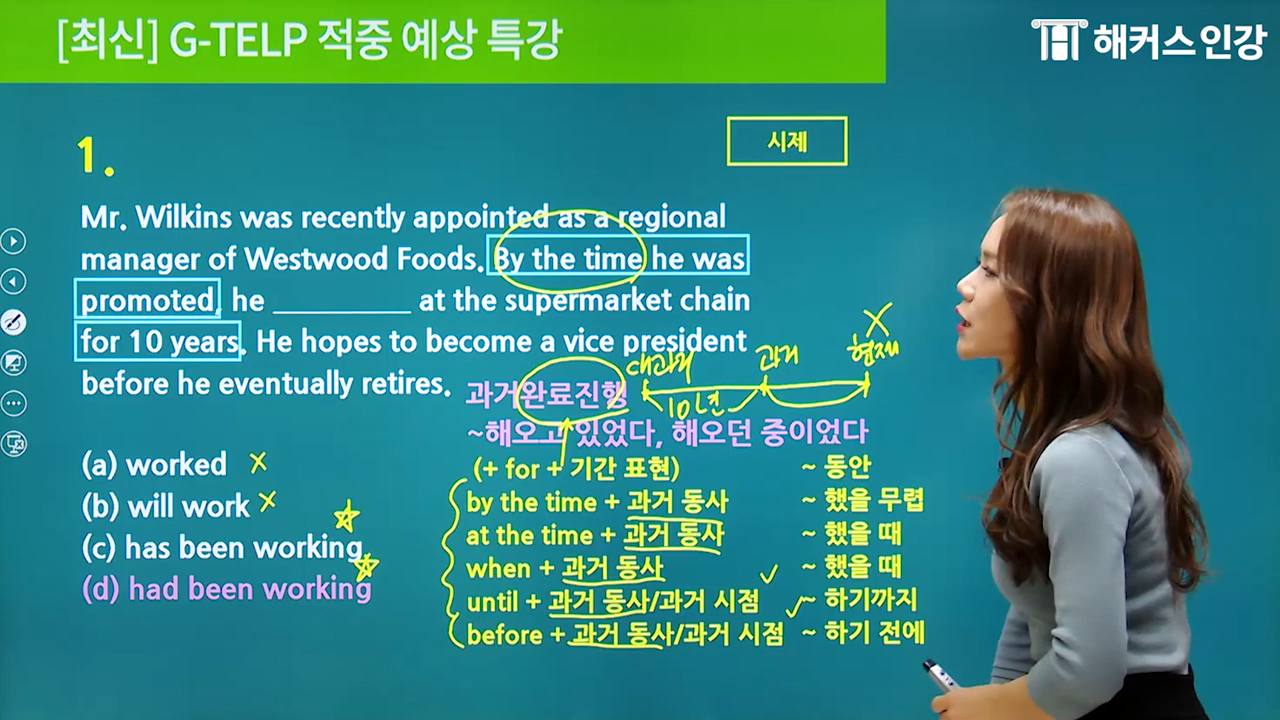 [최신] G-TELP 적중 예상 특강
해커스인강
시제
1.
Mr. Wilkins was recently appointed as a regional
manager of Westwood Foods. By the time he was
promoted, he __________ at the supermarket chain
for 10 years. He hopes to become a vice president
before he eventually retires.
대과거 과거 현재
10년
과거완료진행
~해오고 있었다, 해오던 중이었다
(a) worked
(b) will work
(c) has been working
(d) had been working
(+ for + 기간 표현) ~ 동안
by the time + 과거 동사 ~ 했을 무렵
at the time + 과거 동사 ~ 했을 때
when + 과거 동사 ~ 했을 때
until + 과거 동사/과거 시점 ~ 하기까지
before + 과거 동사/과거 시점 ~ 하기 전에